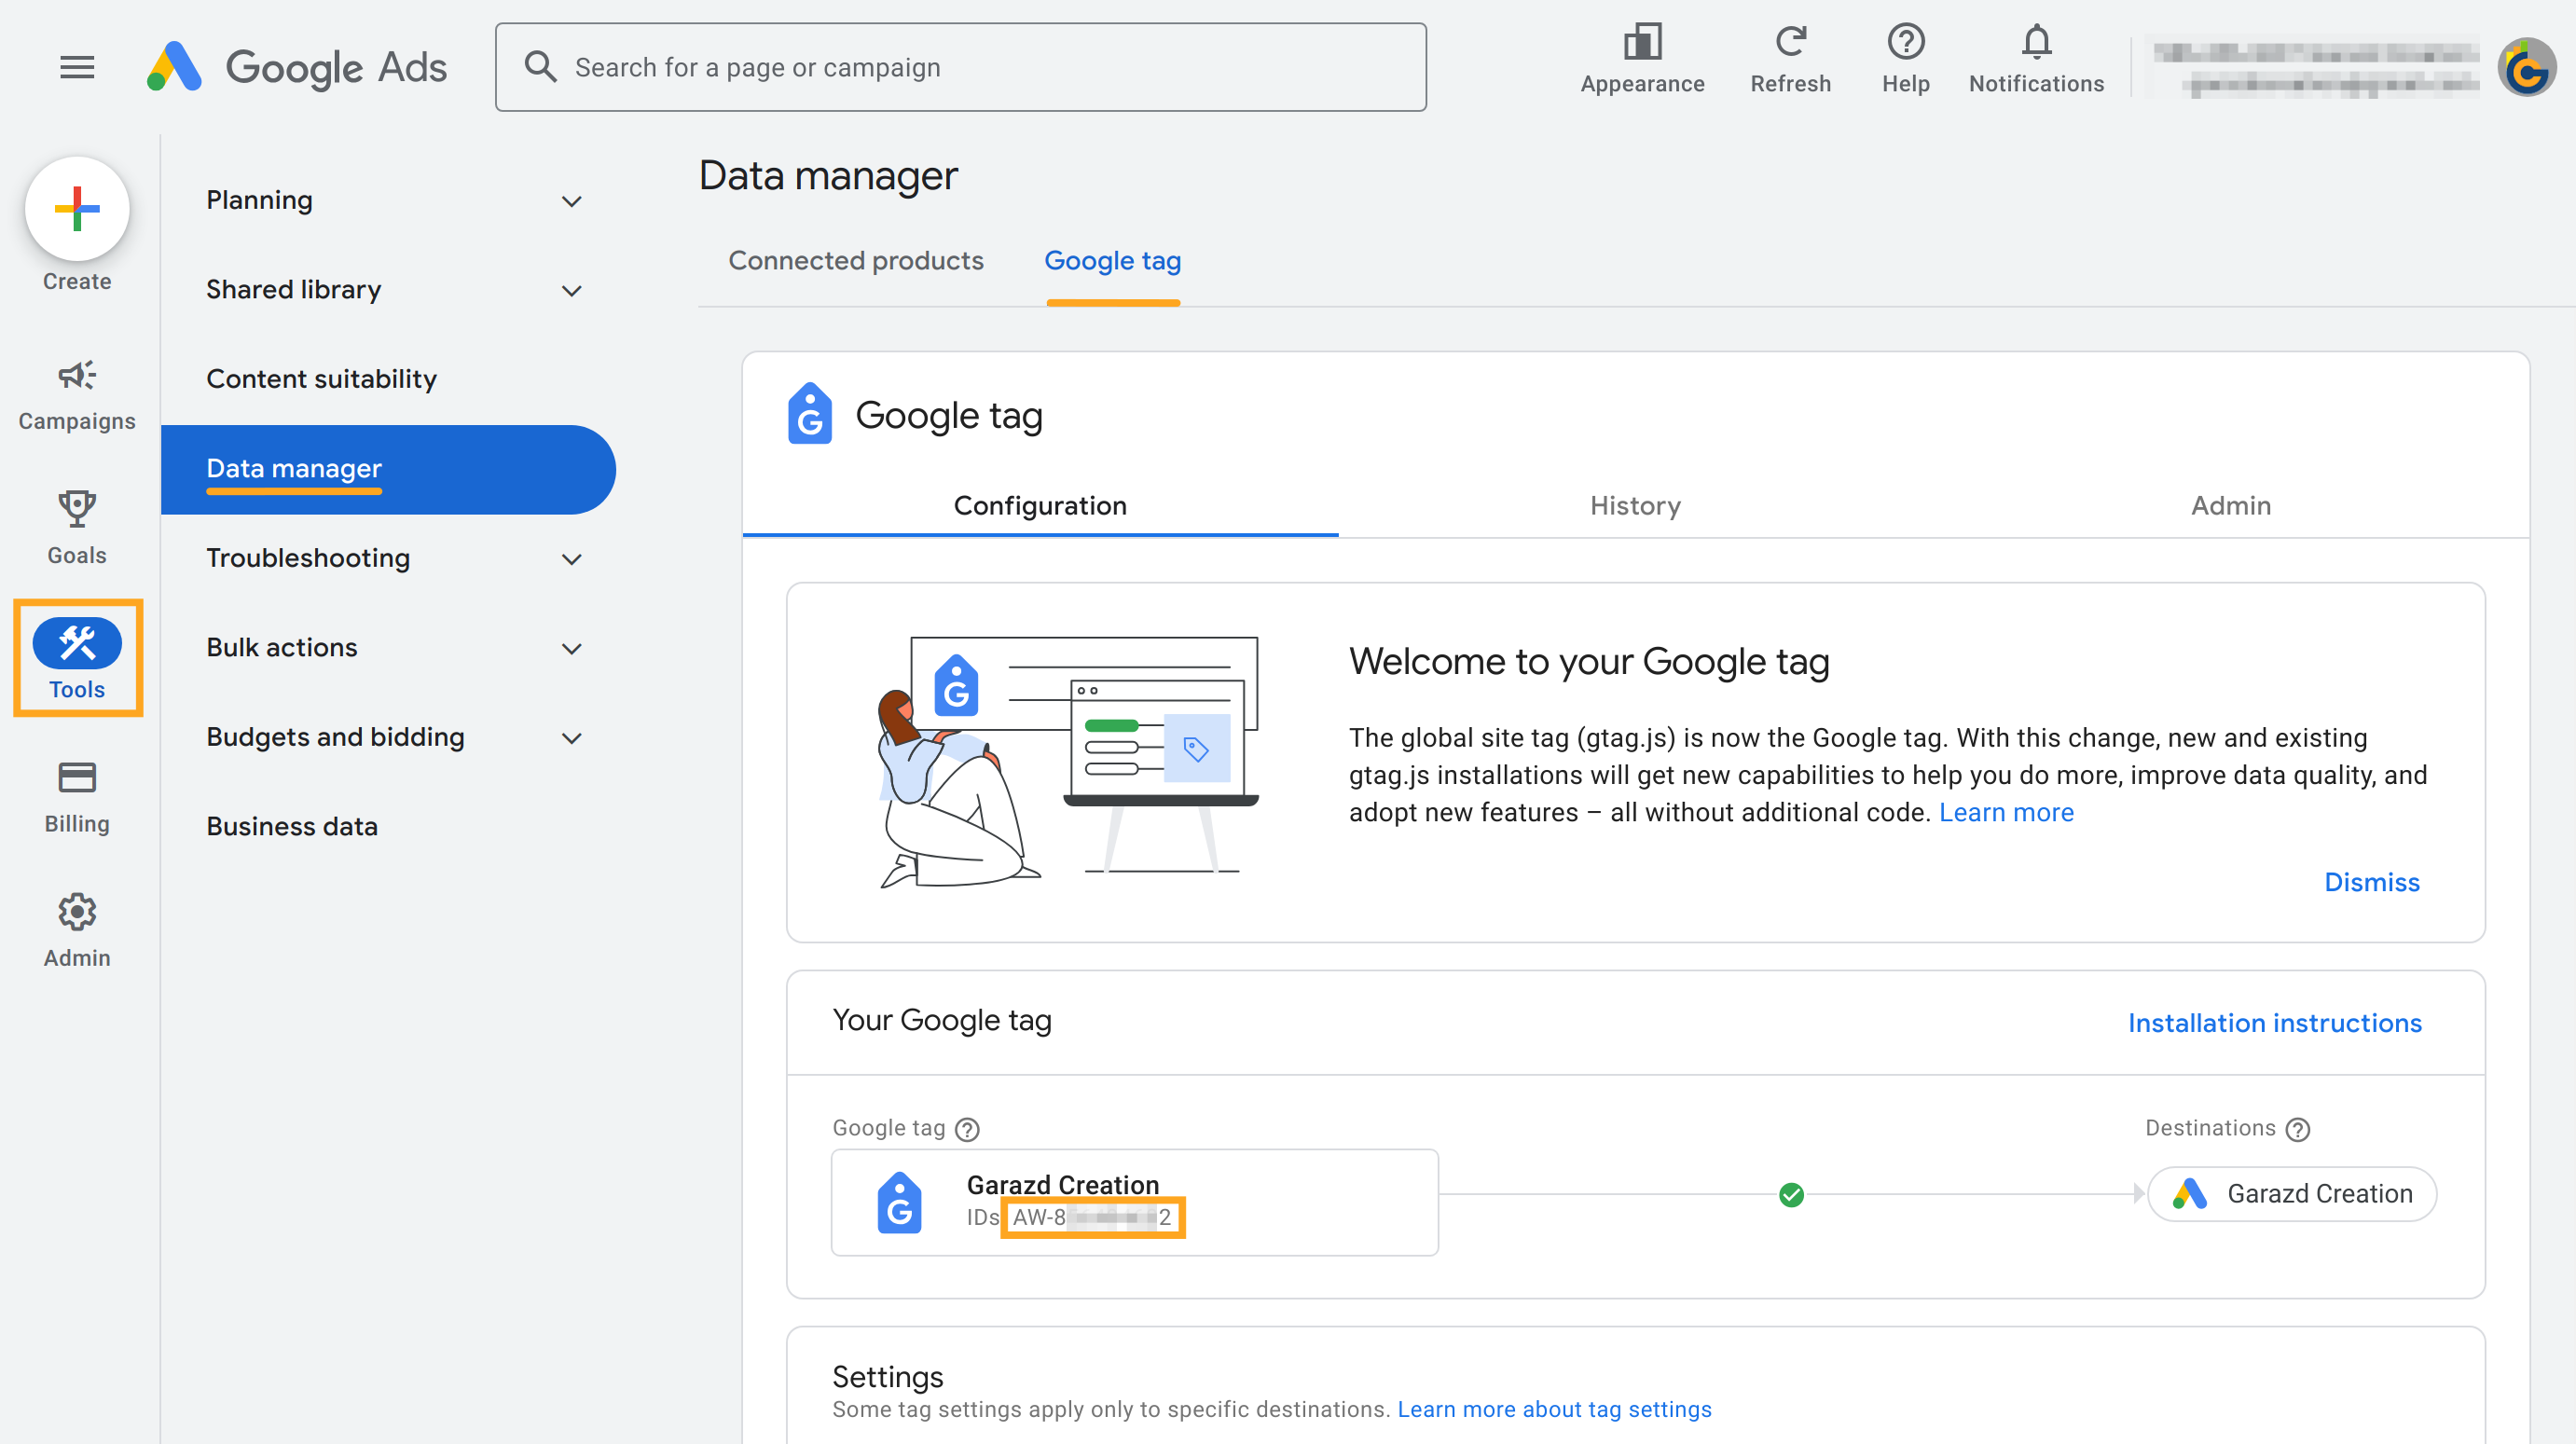 Google Ads
Search for a page or campaign
Appearance
Refresh
Help
Notifications
Create
Campaigns
Goals
Tools
Billing
Admin
Planning
Shared library
Content suitability
Data manager
Troubleshooting
Bulk actions
Budgets and bidding
Business data
Data manager
Connected products
Google tag
Google tag
Configuration
History
Admin
Welcome to your Google tag
The global site tag (gtag.js) is now the Google tag. With this change, new and existing
gtag.js installations will get new capabilities to help you do more, improve data quality, and
adopt new features – all without additional code. Learn more
Dismiss
Your Google tag
Installation instructions
Google tag
Destinations
Garazd Creation
IDs
Garazd Creation
Settings
Some tag settings apply only to specific destinations. Learn more about tag settings